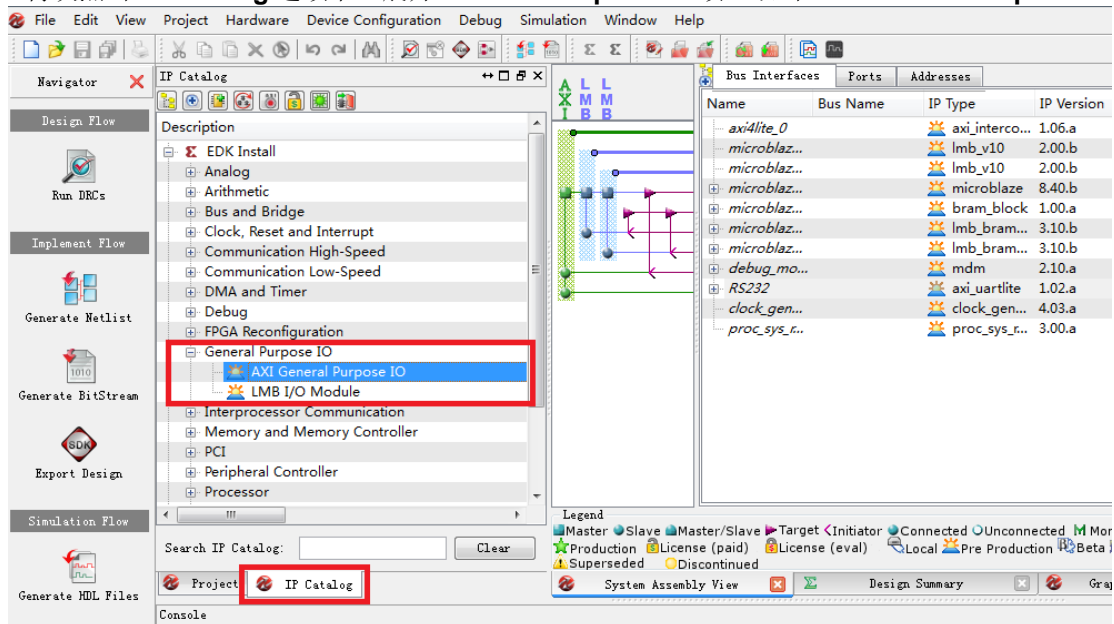 File Edit View Project Hardware Device Configuration Debug Simulation Window Help
Navigator
Design Flow
Run DRCs
Implement Flow
Generate Netlist
1010
Generate BitStream
SDK
Export Design
Simulation Flow
Generate HDL Files
IP Catalog
Description
EDK Install
Analog
Arithmetic
Bus and Bridge
Clock, Reset and Interrupt
Communication High-Speed
Communication Low-Speed
DMA and Timer
Debug
FPGA Reconfiguration
General Purpose IO
AXI General Purpose IO
LMB I/O Module
Interprocessor Communication
Memory and Memory Controller
PCI
Peripheral Controller
Processor
Search IP Catalog: Clear
Project IP Catalog
Console
A L L
X M M
I B B
Bus Interfaces Ports Addresses
Name Bus Name IP Type IP Version
axi4lite_0 axi_interco... 1.06.a
microblaz... lmb_v10 2.00.b
microblaz... lmb_v10 2.00.b
microblaz... microblaze 8.40.b
microblaz... bram_block 1.00.a
microblaz... lmb_bram... 3.10.b
microblaz... lmb_bram... 3.10.b
debug_mo... mdm 2.10.a
RS232 axi_uartlite 1.02.a
clock_gen... clock_gen... 4.03.a
proc_sys_r... proc_sys_r... 3.00.a
Legend
Master Slave Master/Slave Target Initiator Connected Unconnected M Mon
Production License (paid) License (eval) Local Pre Production Beta
Superseded Discontinued
System Assembly View Design Summary Gra